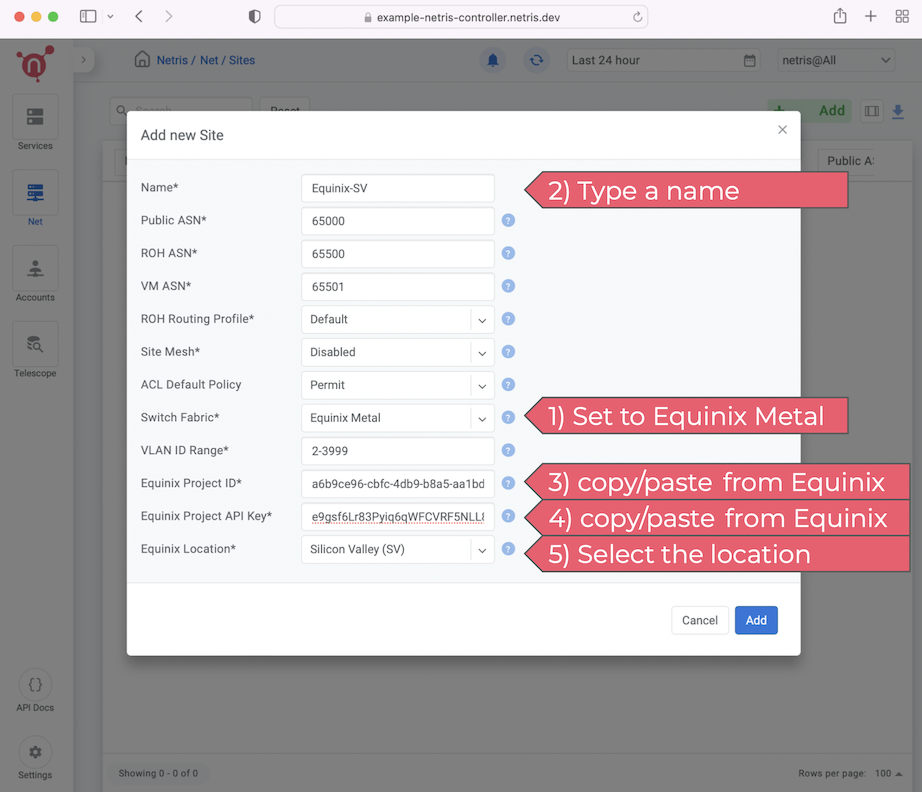 example-netris-controller.netris.dev
Netris / Net / Sites
Last 24 hour
netris@All
Search
Reset
Add
Public AS
Services
Net
Accounts
Telescope
API Docs
Settings
Add new Site
Name* Equinix-SV
2) Type a name
Public ASN* 65000 ?
ROH ASN* 65500 ?
VM ASN* 65501 ?
ROH Routing Profile* Default ?
Site Mesh* Disabled ?
ACL Default Policy Permit ?
Switch Fabric* Equinix Metal ?
1) Set to Equinix Metal
VLAN ID Range* 2-3999 ?
Equinix Project ID* a6b9ce96-cbfc-4db9-b8a5-aa1bd ?
3) copy/paste from Equinix
Equinix Project API Key* e9gsf6Lr83Pyiq6qWFCVRF5NLL8 ?
4) copy/paste from Equinix
Equinix Location* Silicon Valley (SV) ?
5) Select the location
Cancel Add
Showing 0 - 0 of 0
Rows per page: 100